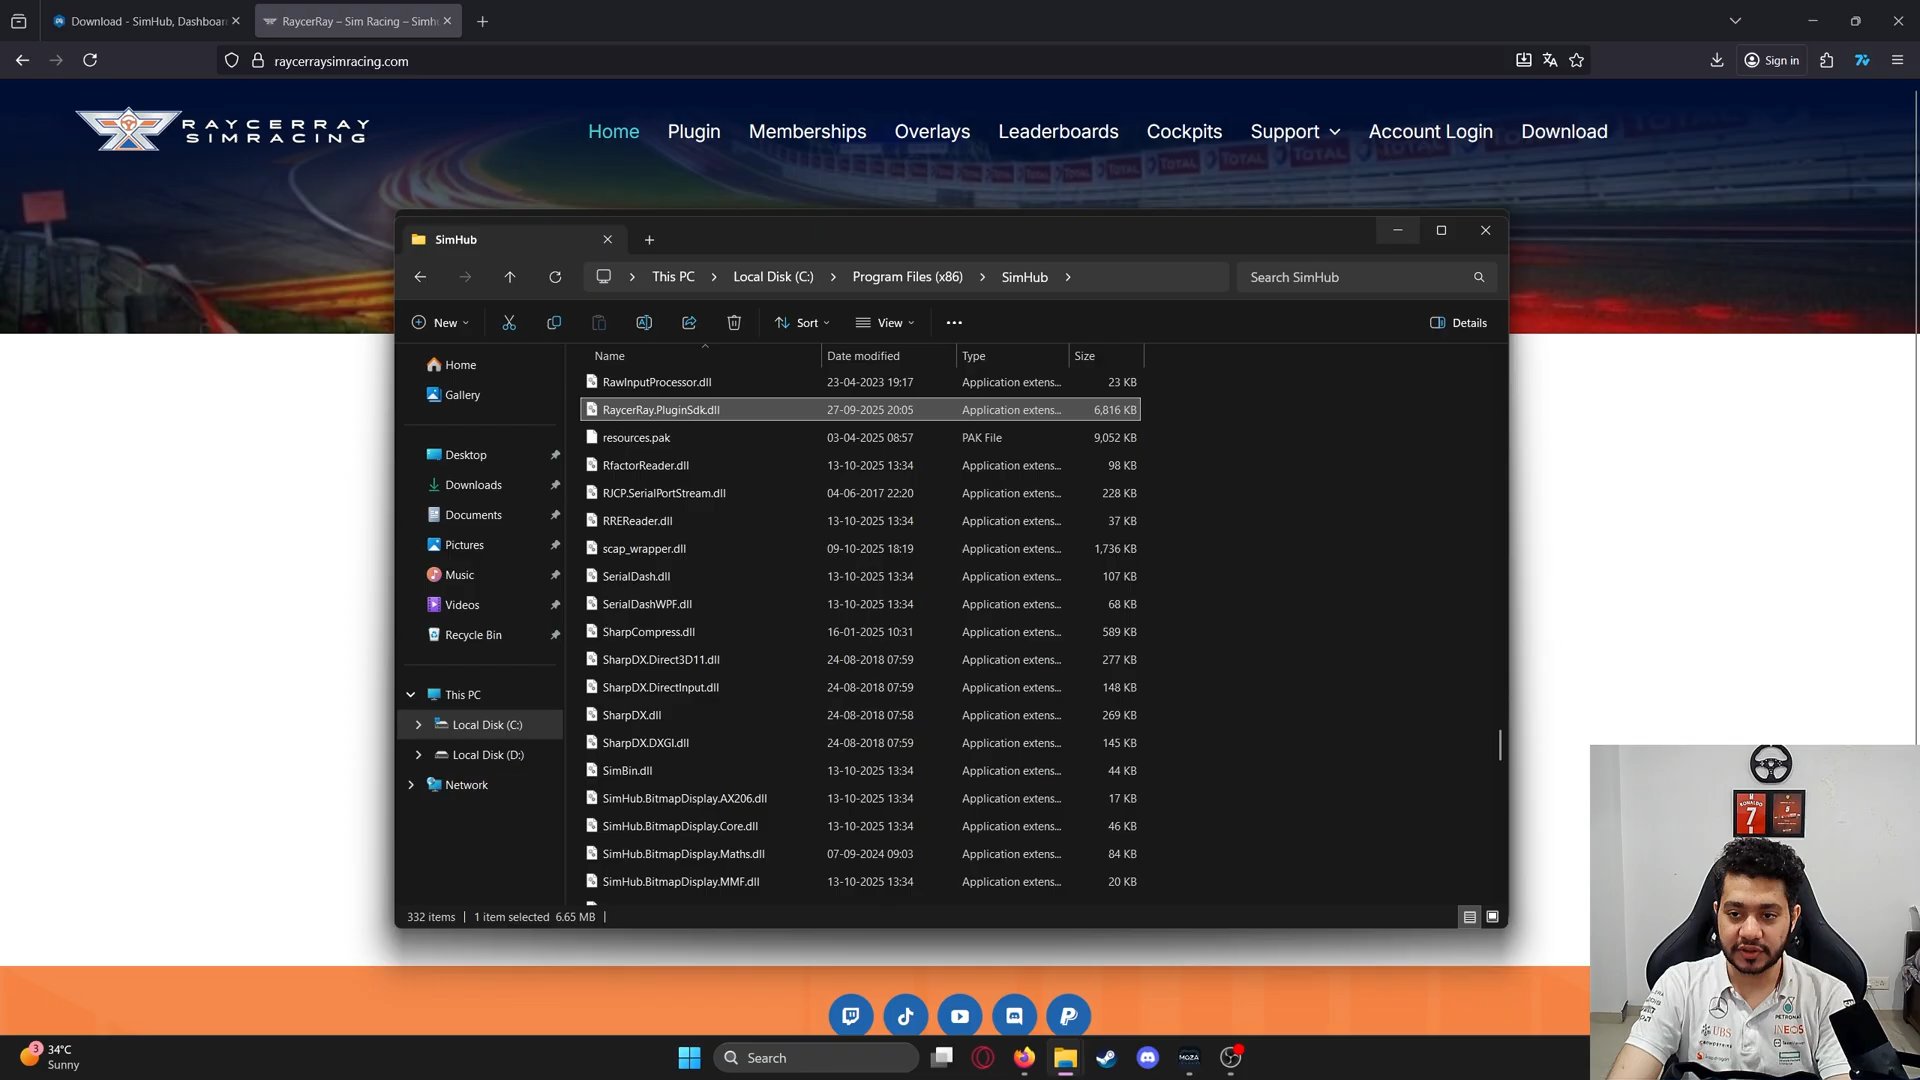 Download - SimHub, Dashboar
RaycerRay – Sim Racing – Simh
raycerraysimracing.com
Sign in
RAYCERRAY
SIMRACING
Home
Plugin
Memberships
Overlays
Leaderboards
Cockpits
Support
Account Login
Download
TOTAL
TOTAL
SimHub
This PC
Local Disk (C:)
Program Files (x86)
SimHub
Search SimHub
New
Sort
View
Details
Name
Date modified
Type
Size
Home
Gallery
Desktop
Downloads
Documents
Pictures
Music
Videos
Recycle Bin
This PC
Local Disk (C:)
Local Disk (D:)
Network
RawInputProcessor.dll 23-04-2023 19:17 Application extens... 23 KB
RaycerRay.PluginSdk.dll 27-09-2025 20:05 Application extens... 6,816 KB
resources.pak 03-04-2025 08:57 PAK File 9,052 KB
RfactorReader.dll 13-10-2025 13:34 Application extens... 98 KB
RJCP.SerialPortStream.dll 04-06-2017 22:20 Application extens... 228 KB
RREReader.dll 13-10-2025 13:34 Application extens... 37 KB
scap_wrapper.dll 09-10-2025 18:19 Application extens... 1,736 KB
SerialDash.dll 13-10-2025 13:34 Application extens... 107 KB
SerialDashWPF.dll 13-10-2025 13:34 Application extens... 68 KB
SharpCompress.dll 16-01-2025 10:31 Application extens... 589 KB
SharpDX.Direct3D11.dll 24-08-2018 07:59 Application extens... 277 KB
SharpDX.DirectInput.dll 24-08-2018 07:59 Application extens... 148 KB
SharpDX.dll 24-08-2018 07:58 Application extens... 269 KB
SharpDX.DXGI.dll 24-08-2018 07:59 Application extens... 145 KB
SimBin.dll 13-10-2025 13:34 Application extens... 44 KB
SimHub.BitmapDisplay.AX206.dll 13-10-2025 13:34 Application extens... 17 KB
SimHub.BitmapDisplay.Core.dll 13-10-2025 13:34 Application extens... 46 KB
SimHub.BitmapDisplay.Maths.dll 07-09-2024 09:03 Application extens... 84 KB
SimHub.BitmapDisplay.MMF.dll 13-10-2025 13:34 Application extens... 20 KB
332 items
1 item selected 6.65 MB
RONALDO
7
5
UBS
PETRONAS
INEOS
3
34°C
Sunny
Search
MOZA